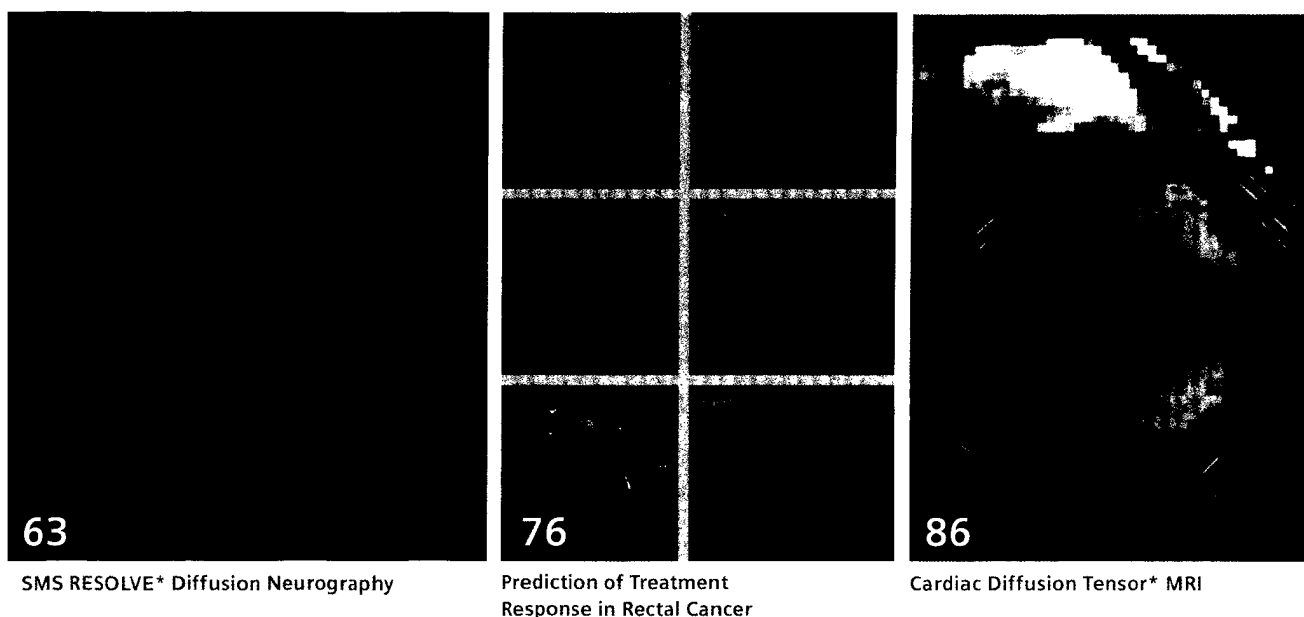 63
76
86
SMS RESOLVE* Diffusion Neurography
Prediction of Treatment
Response in Rectal Cancer
Cardiac Diffusion Tensor* MRI